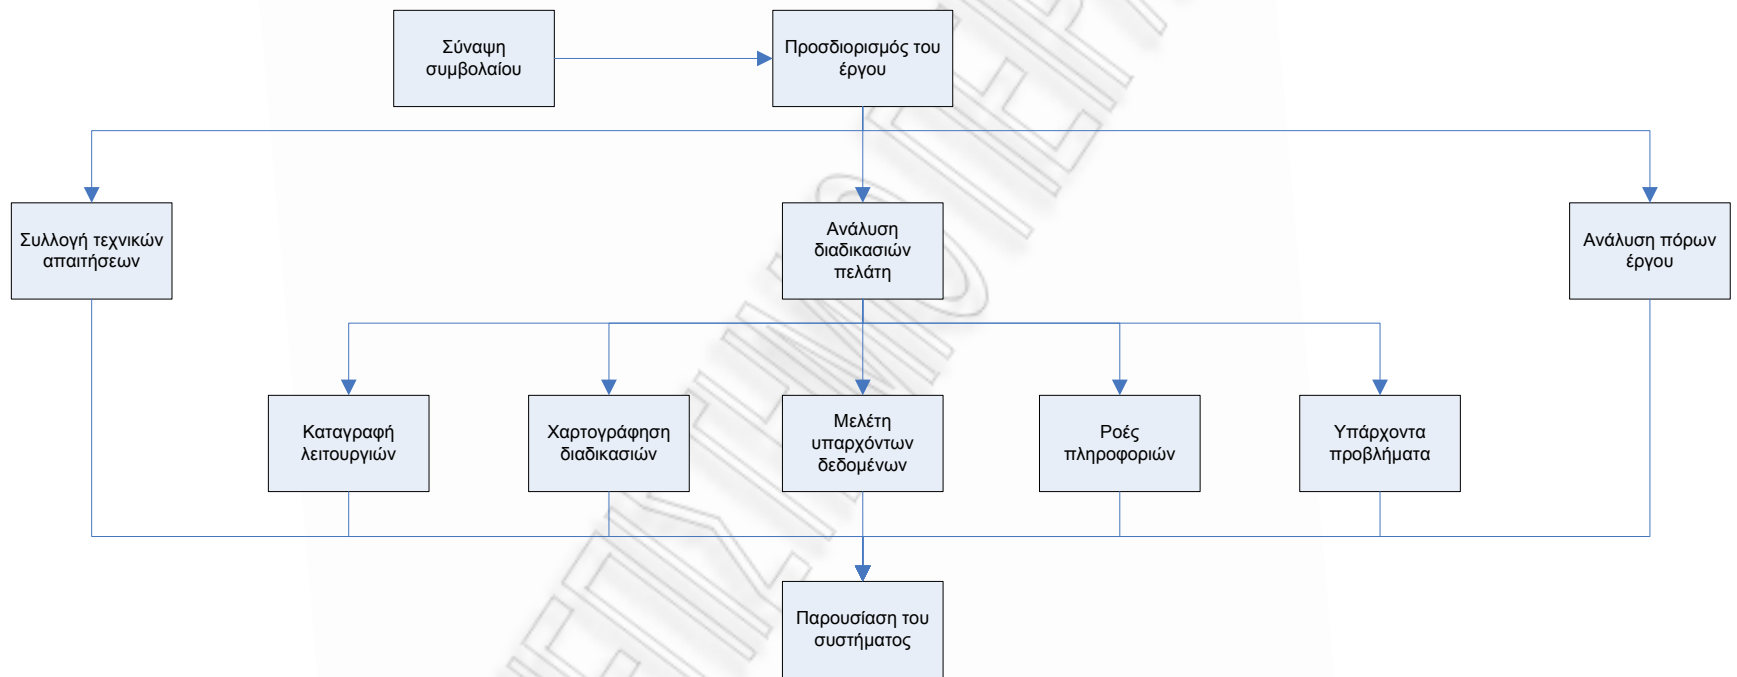 Σύναψη
συμβολαίου
Προσδιορισμός του
έργου
Συλλογή τεχνικών
απαιτήσεων
Ανάλυση
διαδικασιών
πελάτη
Ανάλυση πόρων
έργου
Καταγραφή
λειτουργιών
Χαρτογράφηση
διαδικασιών
Μελέτη
υπαρχόντων
δεδομένων
Ροές
πληροφοριών
Υπάρχοντα
προβλήματα
Παρουσίαση του
συστήματος